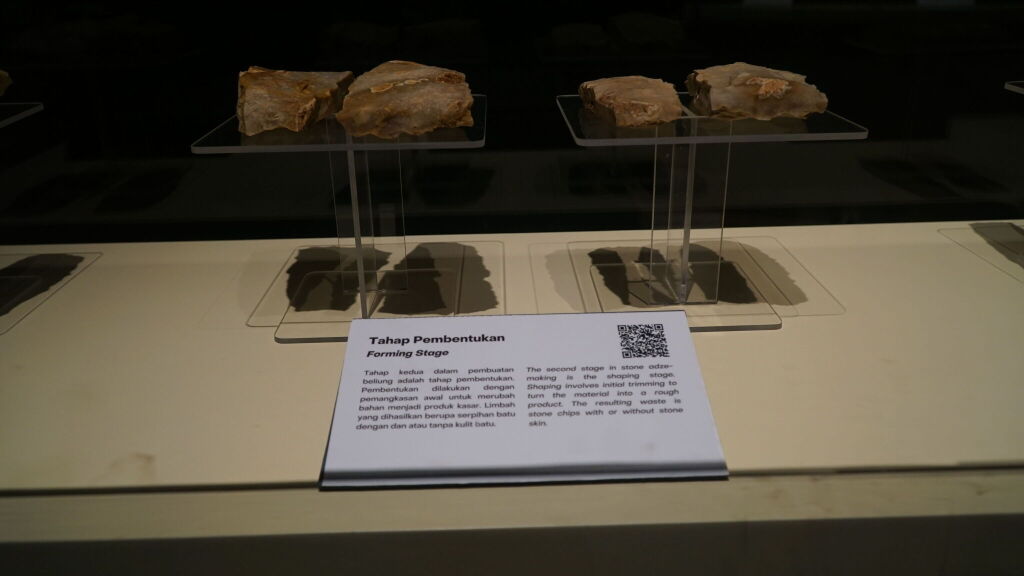 Tahap Pembentukan
Forming Stage
Tahap kedua dalam pembuatan
beliung adalah tahap pembentukan.
Pembentukan dilakukan dengan
pemangkasan awal untuk merubah
bahan menjadi produk kasar. Limbah
yang dihasilkan berupa serpihan batu
dengan dan atau tanpa kulit batu.
The second stage in stone adze-
making is the shaping stage.
Shaping involves initial trimming to
turn the material into a rough
product. The resulting waste is
stone chips with or without stone
skin.